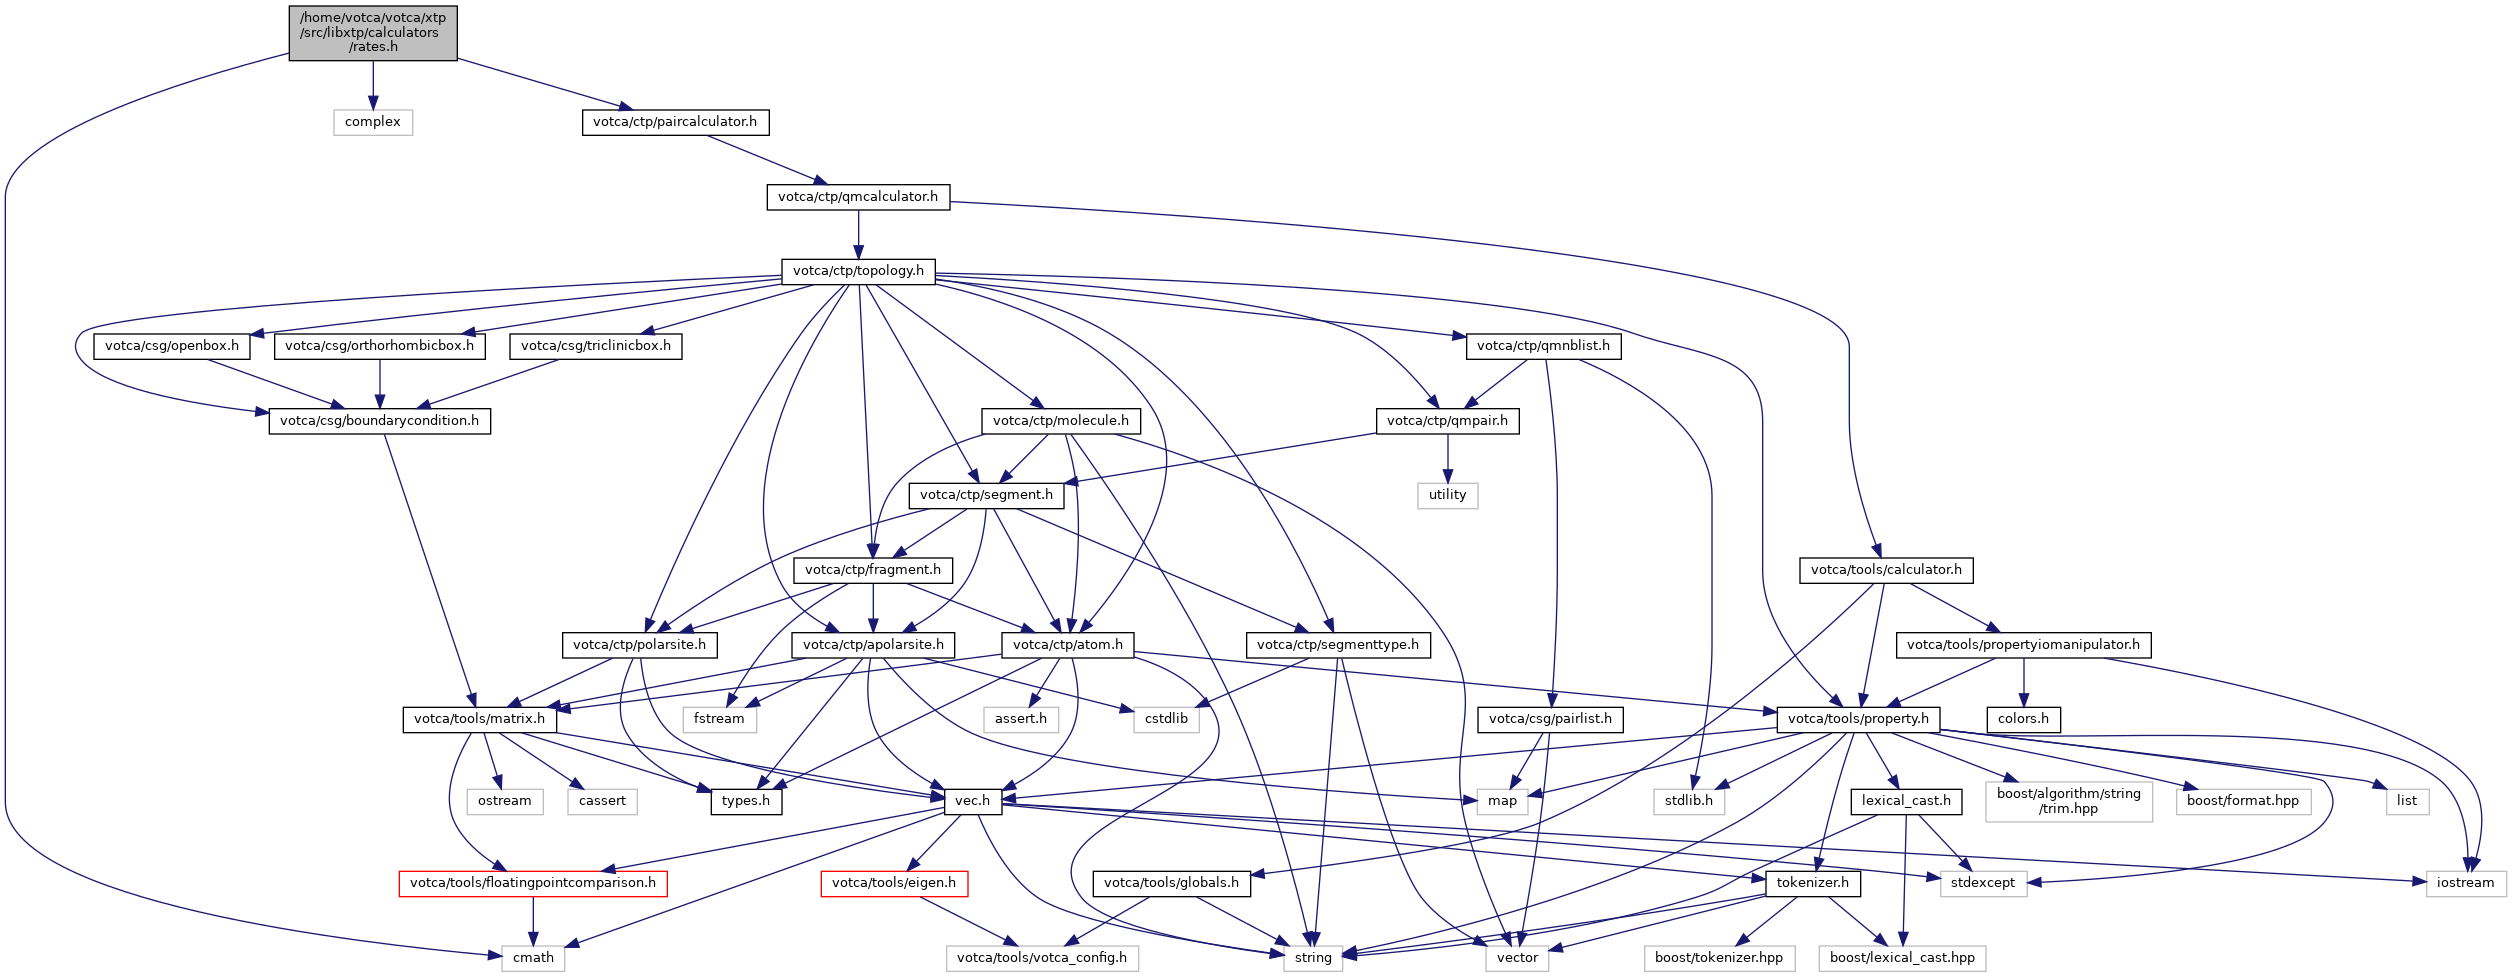 /home/votca/votca/xtp
/src/libxtp/calculators
/rates.h
complex
votca/ctp/paircalculator.h
votca/ctp/qmcalculator.h
votca/ctp/topology.h
votca/csg/openbox.h
votca/csg/orthorhombicbox.h
votca/csg/triclinicbox.h
votca/ctp/qmnblist.h
votca/csg/boundarycondition.h
votca/ctp/molecule.h
votca/ctp/qmpair.h
votca/ctp/segment.h
utility
votca/ctp/fragment.h
votca/tools/calculator.h
votca/ctp/polarsite.h
votca/ctp/apolarsite.h
votca/ctp/atom.h
votca/ctp/segmenttype.h
votca/tools/propertyiomanipulator.h
votca/tools/matrix.h
fstream
assert.h
cstdlib
votca/csg/pairlist.h
votca/tools/property.h
colors.h
ostream
cassert
types.h
vec.h
map
stdlib.h
lexical_cast.h
boost/algorithm/string
/trim.hpp
boost/format.hpp
list
votca/tools/floatingpointcomparison.h
votca/tools/eigen.h
votca/tools/globals.h
tokenizer.h
stdexcept
iostream
cmath
votca/tools/votca_config.h
string
vector
boost/tokenizer.hpp
boost/lexical_cast.hpp